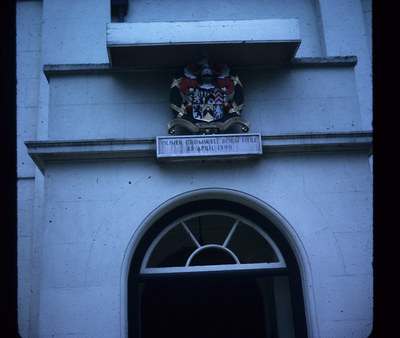 OLIVER CROMWELL BORN HERE
25 APRIL 1599